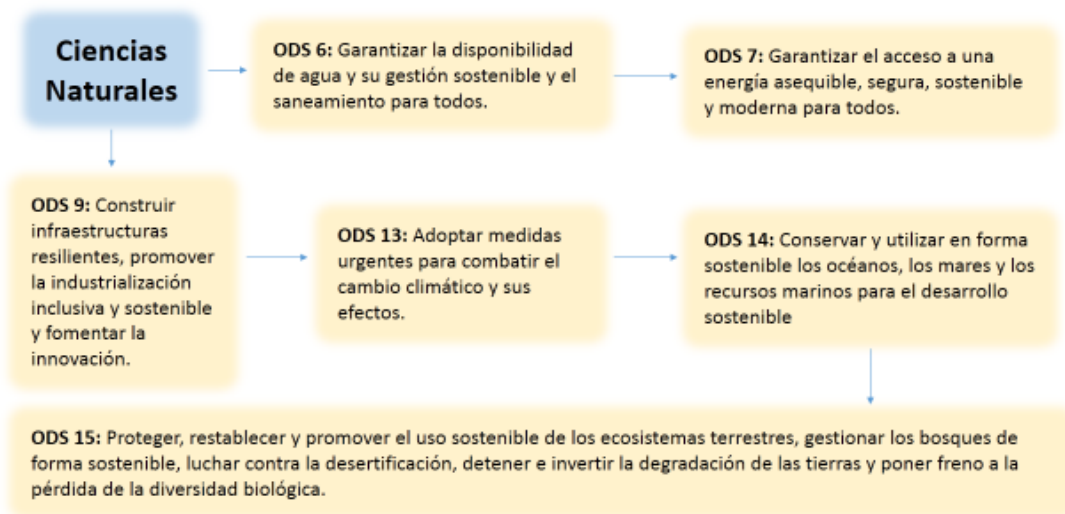 Ciencias
Naturales
ODS 6: Garantizar la disponibilidad
de agua y su gestión sostenible y el
saneamiento para todos.
ODS 7: Garantizar el acceso a una
energía asequible, segura, sostenible
y moderna para todos.
ODS 9: Construir
infraestructuras
resilientes, promover
la industrialización
inclusiva y sostenible
y fomentar la
innovación.
ODS 13: Adoptar medidas
urgentes para combatir el
cambio climático y sus
efectos.
ODS 14: Conservar y utilizar en forma
sostenible los océanos, los mares y los
recursos marinos para el desarrollo
sostenible
ODS 15: Proteger, restablecer y promover el uso sostenible de los ecosistemas terrestres, gestionar los bosques de
forma sostenible, luchar contra la desertificación, detener e invertir la degradación de las tierras y poner freno a la
pérdida de la diversidad biológica.